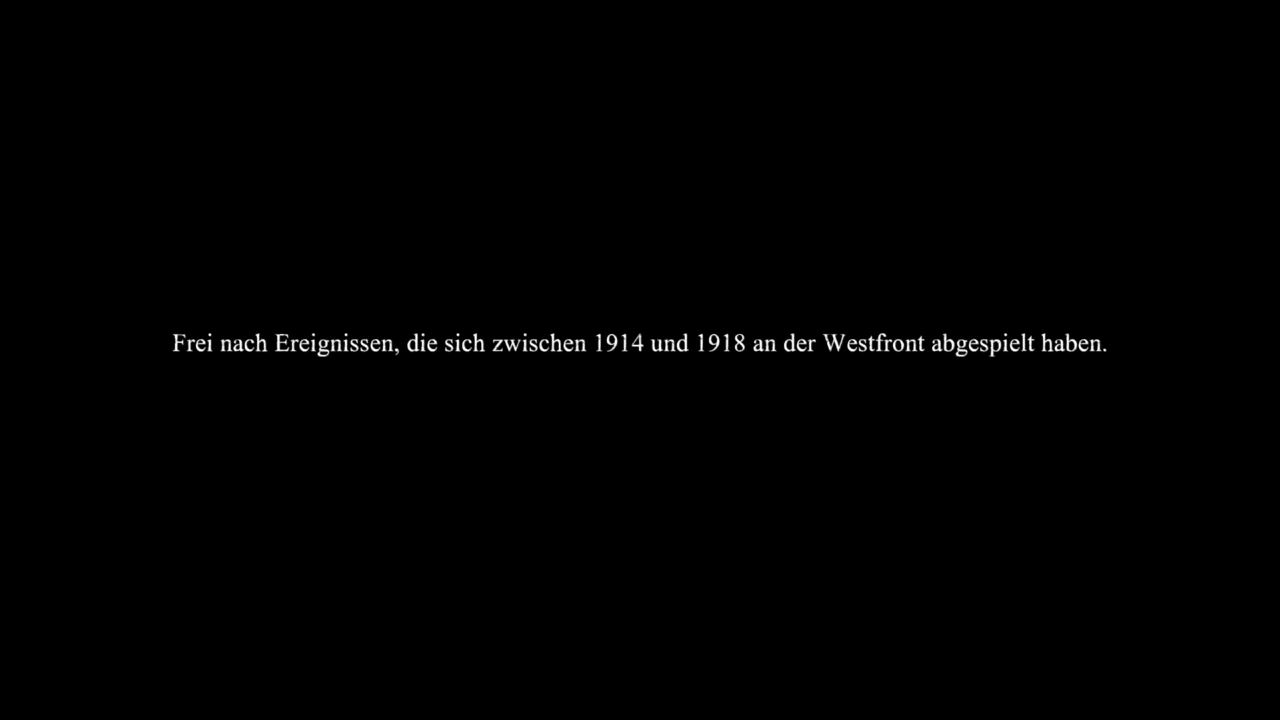 Frei nach Ereignissen, die sich zwischen 1914 und 1918 an der Westfront abgespielt haben.